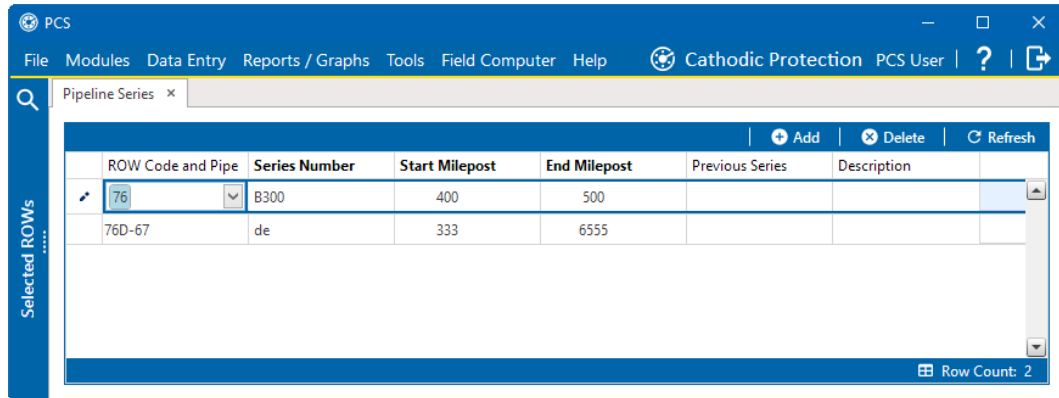 PCS
File Modules Data Entry Reports / Graphs Tools Field Computer Help Cathodic Protection PCS User ?
Pipeline Series
Add Delete Refresh
ROW Code and Pipe Series Number Start Milepost End Milepost Previous Series Description
76 B300 400 500
76D-67 de 333 6555
Selected ROWs
Row Count: 2